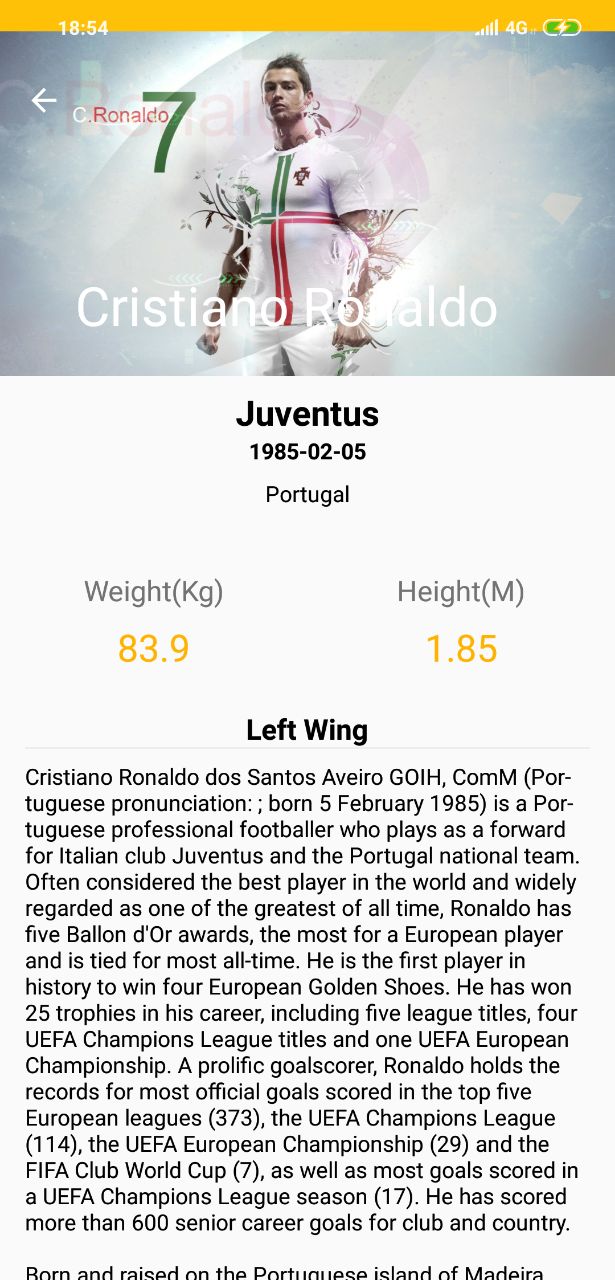 18:54
4G
C.Ronaldo
7
Cristiano Ronaldo
Juventus
1985-02-05
Portugal
Weight(Kg)
Height(M)
83.9
1.85
Left Wing
Cristiano Ronaldo dos Santos Aveiro GOIH, ComM (Por-
tuguese pronunciation: ; born 5 February 1985) is a Por-
tuguese professional footballer who plays as a forward
for Italian club Juventus and the Portugal national team.
Often considered the best player in the world and widely
regarded as one of the greatest of all time, Ronaldo has
five Ballon d'Or awards, the most for a European player
and is tied for most all-time. He is the first player in
history to win four European Golden Shoes. He has won
25 trophies in his career, including five league titles, four
UEFA Champions League titles and one UEFA European
Championship. A prolific goalscorer, Ronaldo holds the
records for most official goals scored in the top five
European leagues (373), the UEFA Champions League
(114), the UEFA European Championship (29) and the
FIFA Club World Cup (7), as well as most goals scored in
a UEFA Champions League season (17). He has scored
more than 600 senior career goals for club and country.
Born and raised on the Portuguese island of Madeira,